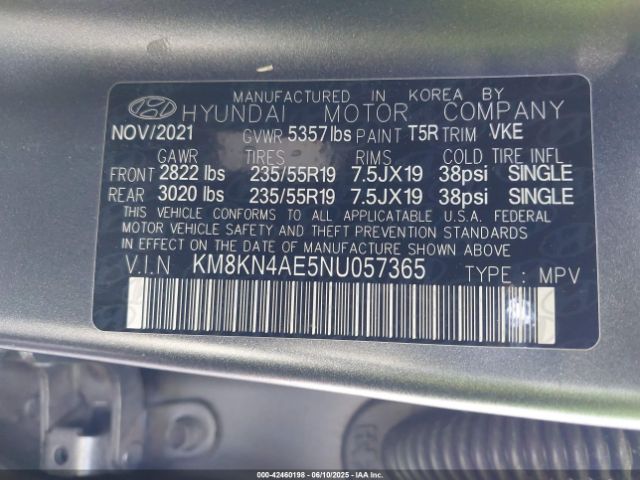 MANUFACTURED IN KOREA BY
HYUNDAI MOTOR COMPANY
NOV/2021 GVWR 5357 lbs PAINT T5R TRIM VKE
GAWR TIRES RIMS COLD TIRE INFL
FRONT 2822 lbs 235/55R19 7.5JX19 38psi SINGLE
REAR 3020 lbs 235/55R19 7.5JX19 38psi SINGLE
THIS VEHICLE CONFORMS TO ALL APPLICABLE U.S.A. FEDERAL
MOTOR VEHICLE SAFETY AND THEFT PREVENTION STANDARDS
IN EFFECT ON THE DATE OF MANUFACTURE SHOWN ABOVE.
V.I.N KM8KN4AE5NU057365 TYPE : MPV
000-42460198 - 06/10/2025 - IAA Inc.